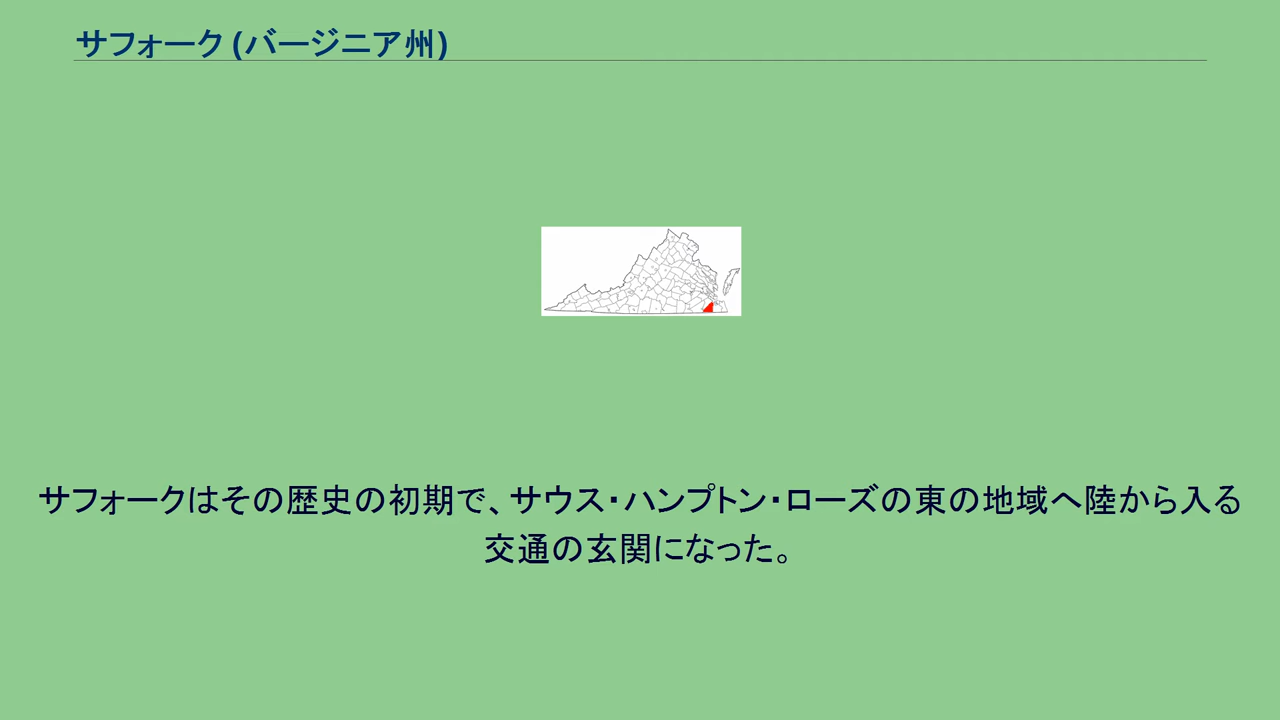 サフォーク (バージニア州)
サフォークはその歴史の初期で、サウス・ハンプトン・ローズの東の地域へ陸から入る
交通の玄関になった。